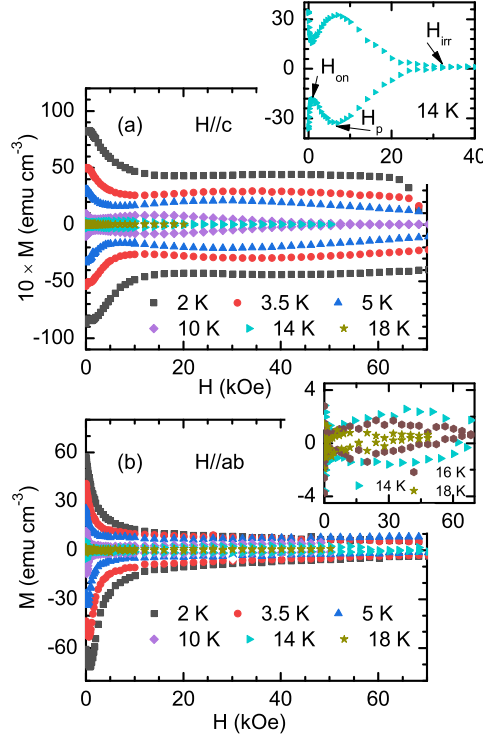 30
0
-30
0
10
20
30
40
H_on
H_p
H_irr
14 K
100
50
0
-50
-100
10 × M (emu cm⁻³)
(a)
H//c
2 K
3.5 K
5 K
10 K
14 K
18 K
0
20
40
60
H (kOe)
4
0
-4
0
20
40
60
16 K
14 K
18 K
60
30
0
-30
-60
M (emu cm⁻³)
(b)
H//ab
2 K
3.5 K
5 K
10 K
14 K
18 K
0
20
40
60
H (kOe)